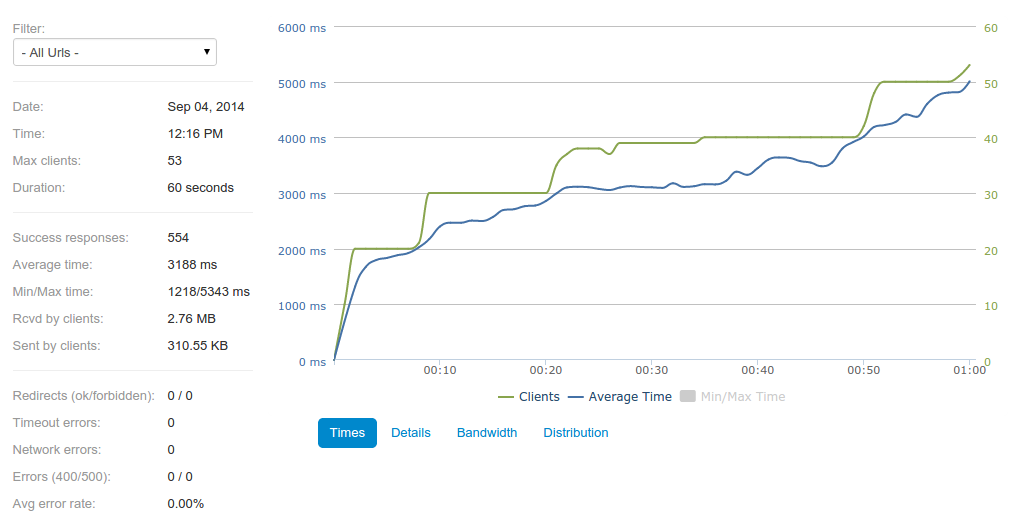 Filter:
- All Urls -
Date: Sep 04, 2014
Time: 12:16 PM
Max clients: 53
Duration: 60 seconds
Success responses: 554
Average time: 3188 ms
Min/Max time: 1218/5343 ms
Rcvd by clients: 2.76 MB
Sent by clients: 310.55 KB
Redirects (ok/forbidden): 0 / 0
Timeout errors: 0
Network errors: 0
Errors (400/500): 0 / 0
Avg error rate: 0.00%
6000 ms 60
5000 ms 50
4000 ms 40
3000 ms 30
2000 ms 20
1000 ms 10
0 ms 0
00:10 00:20 00:30 00:40 00:50 01:00
Clients Average Time Min/Max Time
Times Details Bandwidth Distribution